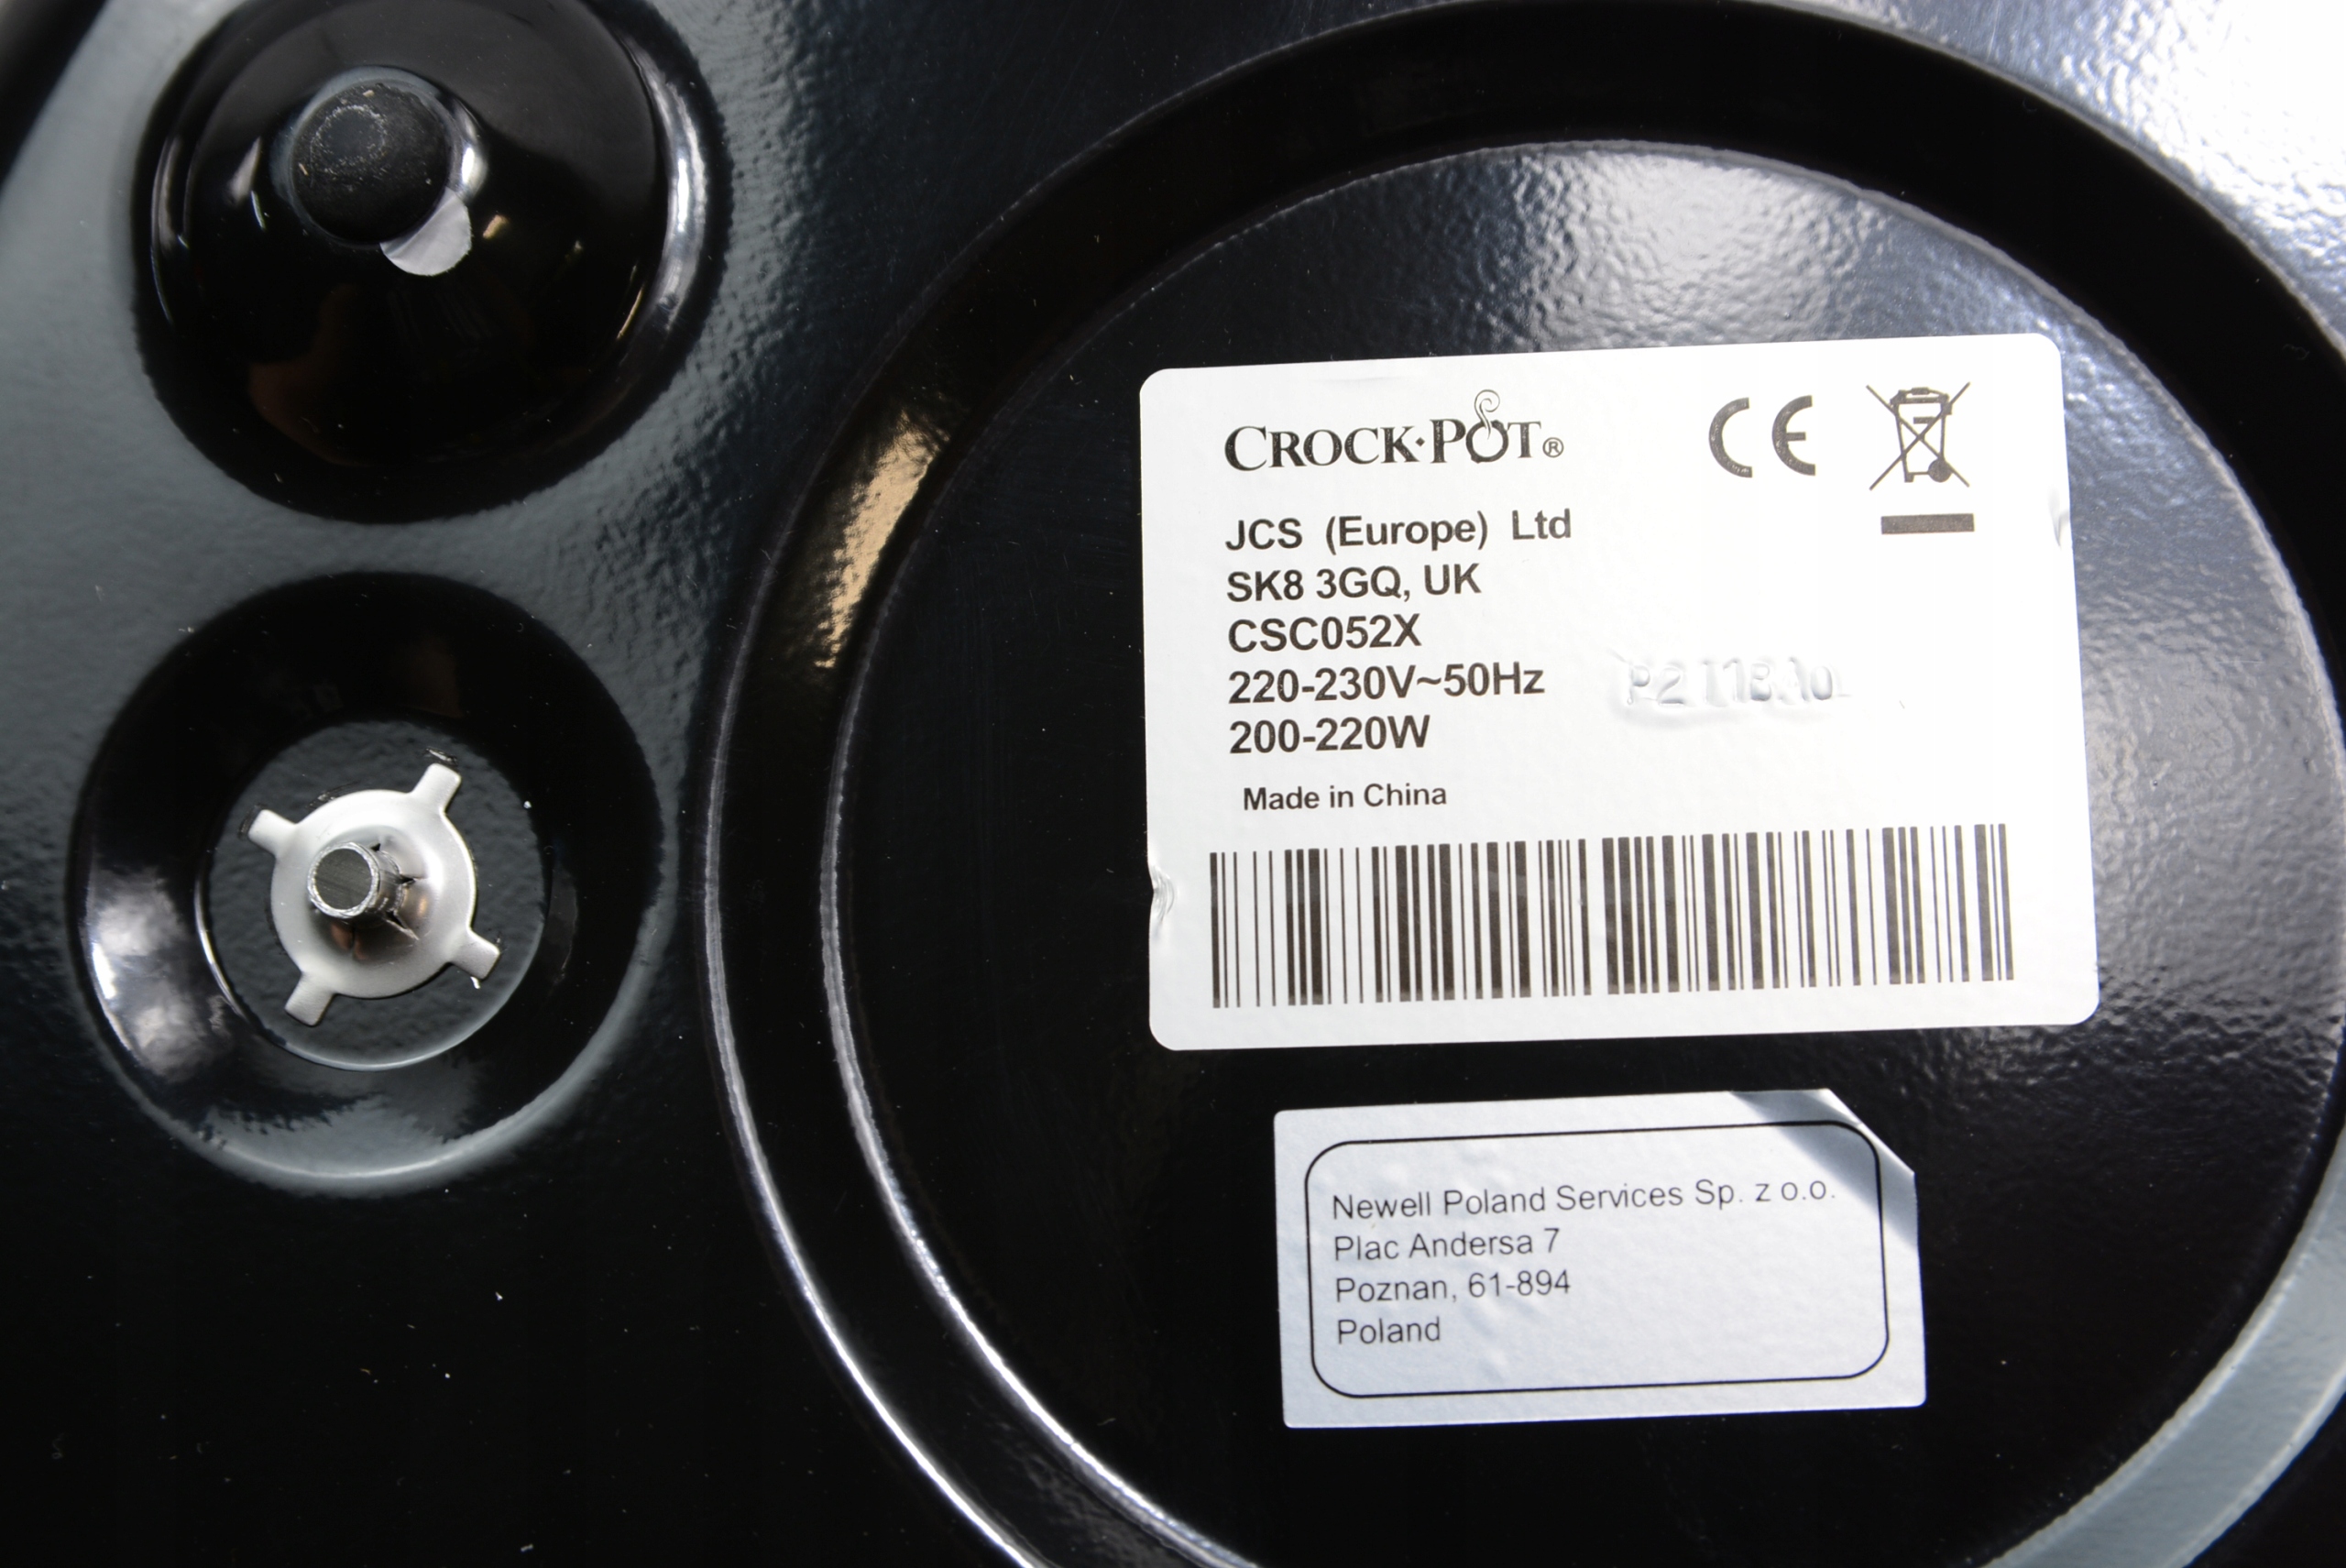 CROCK·POT®
CE
JCS (Europe) Ltd
SK8 3GQ, UK
CSC052X
220-230V~50Hz
200-220W
Made in China
Newell Poland Services Sp. z o.o.
Plac Andersa 7
Poznan, 61-894
Poland